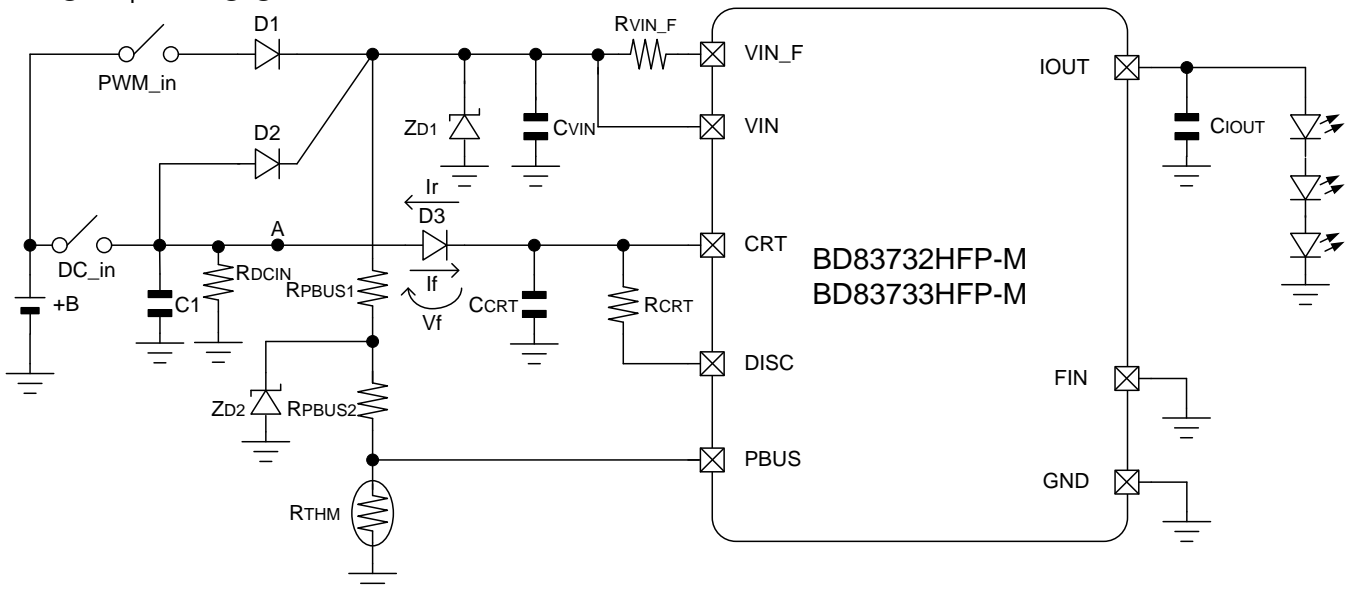 D1
RVIN_F
PWM_in
VIN_F
IOUT
D2
ZD1
CVIN
VIN
CIOUT
Ir
D3
A
CRT
DC_in
RDCIN
BD83732HFP-M
BD83733HFP-M
+B
C1
RPBUS1
If
Vf
CCRT
RCRT
DISC
FIN
ZD2
RPBUS2
PBUS
GND
RTHM